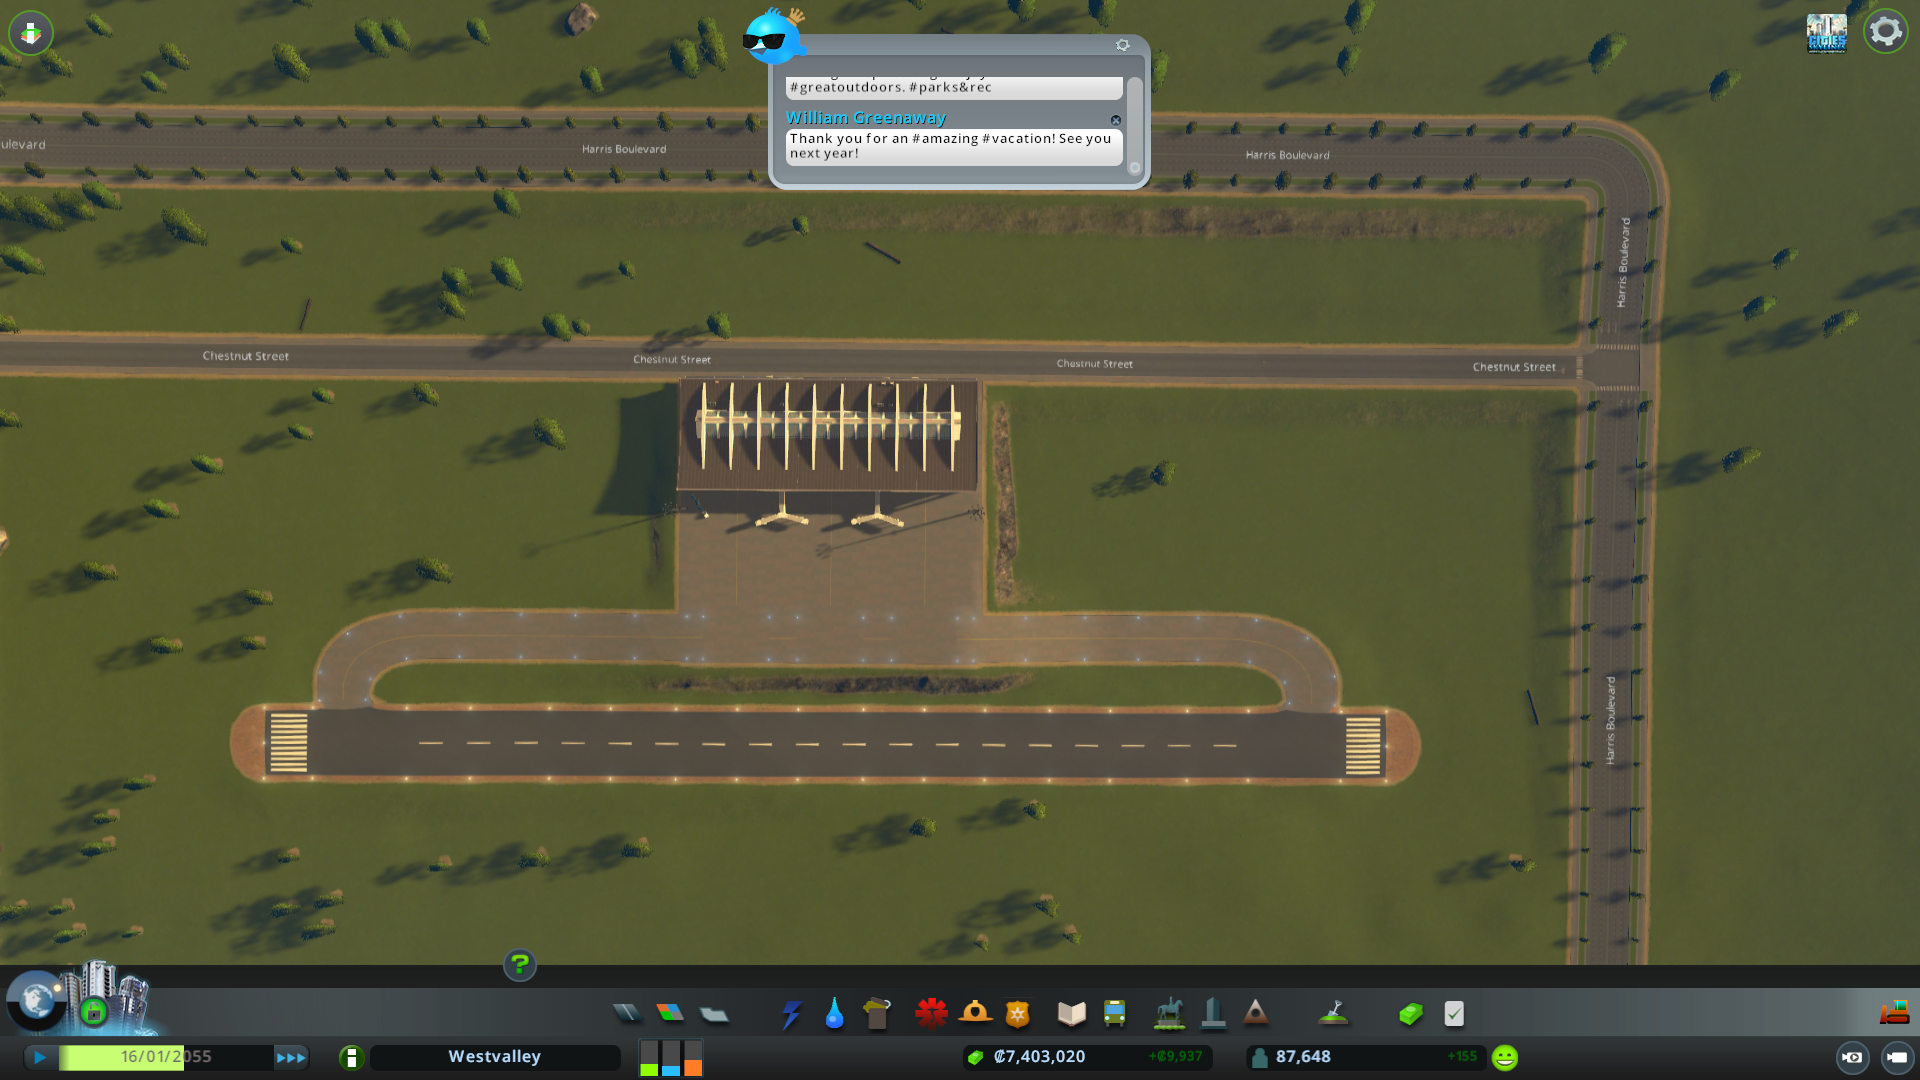 #greatoutdoors. #parks&rec
William Greenaway
Thank you for an #amazing #vacation! See you
next year!
ulevard
Harris Boulevard
Harris Boulevard
Harris Boulevard
Chestnut Street
Chestnut Street
Chestnut Street
Chestnut Street
Harris Boulevard
CITIES
?
16/01/2055
Westvalley
₡7,403,020
+₡9,937
87,648
+155